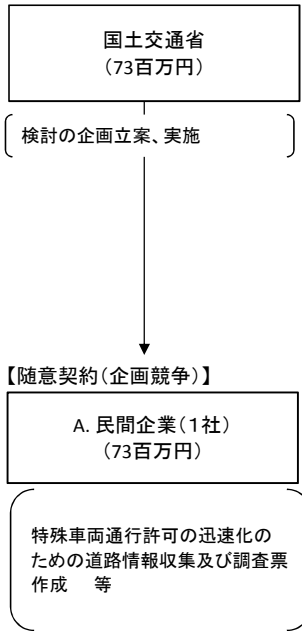 国土交通省
（73百万円）
検討の企画立案、実施
【随意契約（企画競争）】
A. 民間企業（１社）
（73百万円）
特殊車両通行許可の迅速化の
ための道路情報収集及び調査票
作成　等